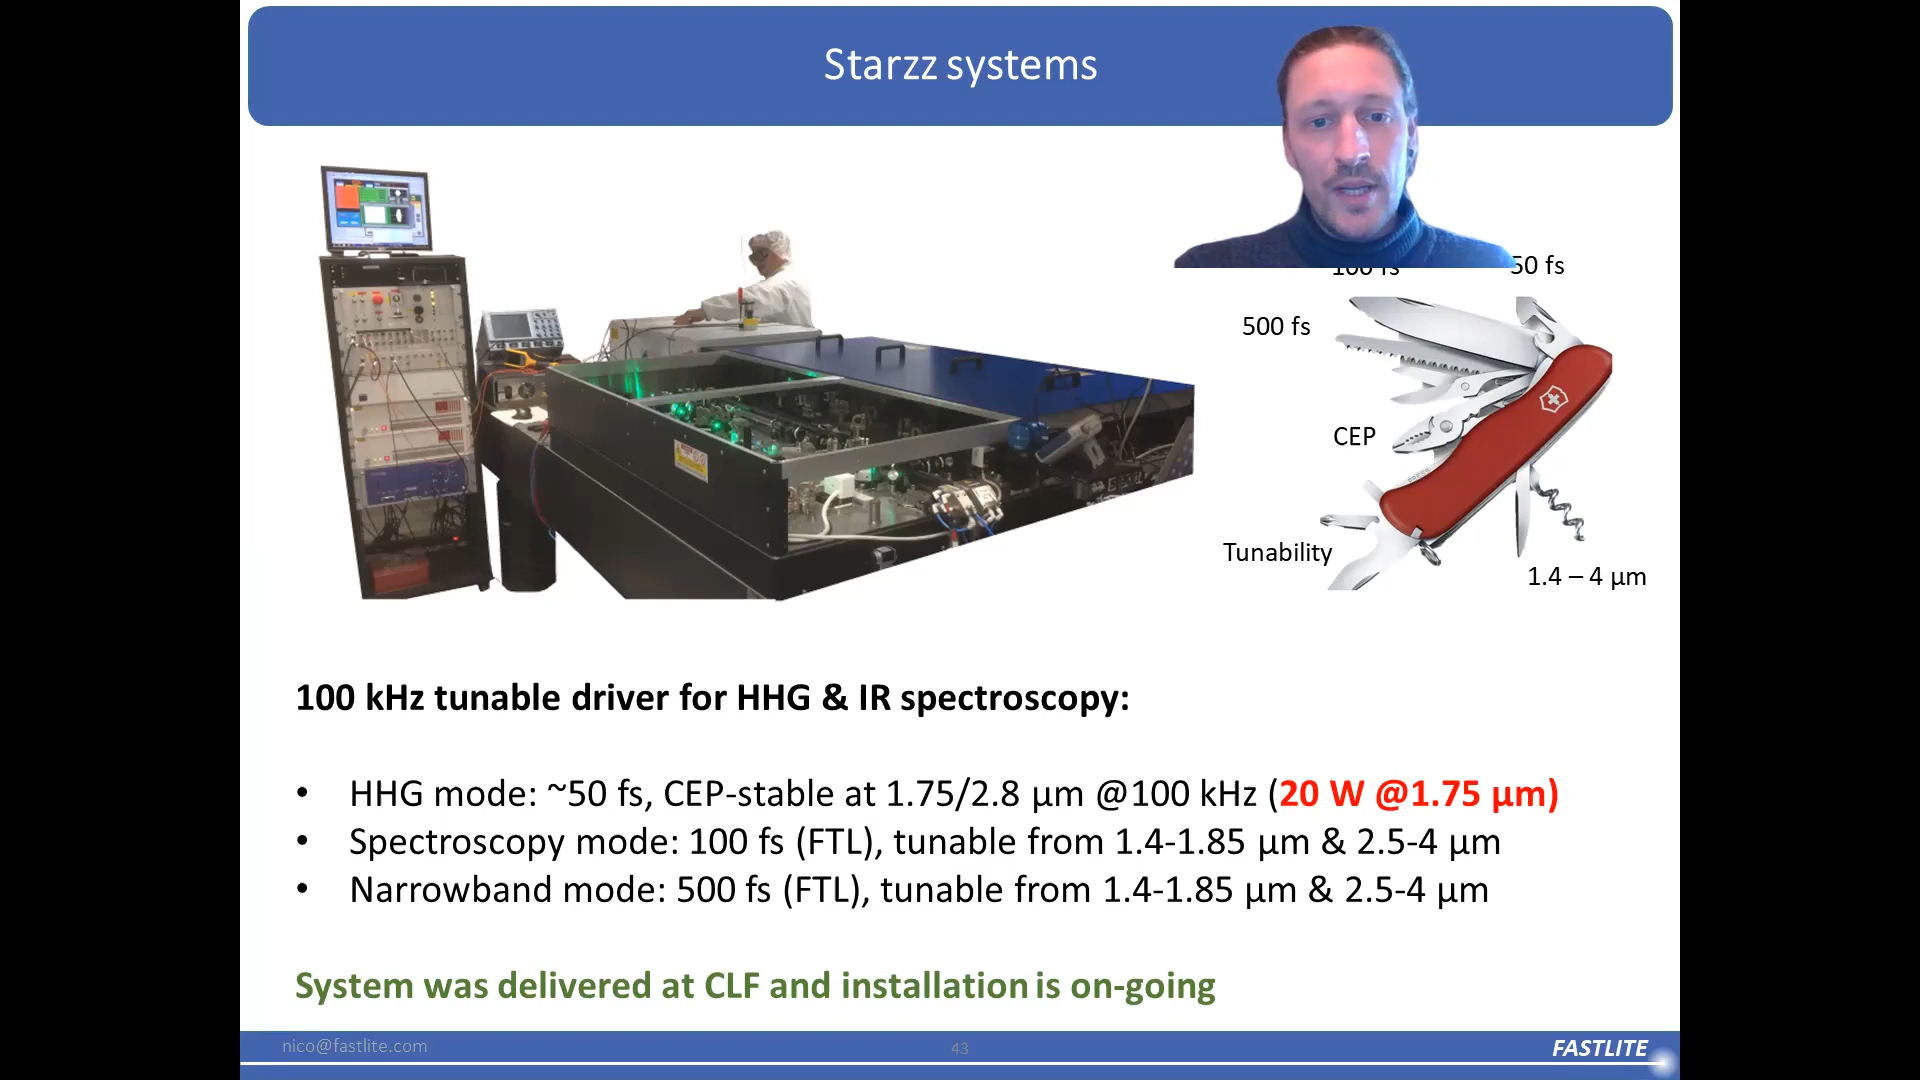 Starzz systems
100 fs
50 fs
500 fs
CEP
Tunability
1.4 – 4 µm
100 kHz tunable driver for HHG & IR spectroscopy:
• HHG mode: ~50 fs, CEP-stable at 1.75/2.8 µm @100 kHz (20 W @1.75 µm)
• Spectroscopy mode: 100 fs (FTL), tunable from 1.4-1.85 µm & 2.5-4 µm
• Narrowband mode: 500 fs (FTL), tunable from 1.4-1.85 µm & 2.5-4 µm
System was delivered at CLF and installation is on-going
nico@fastlite.com
43
FASTLITE